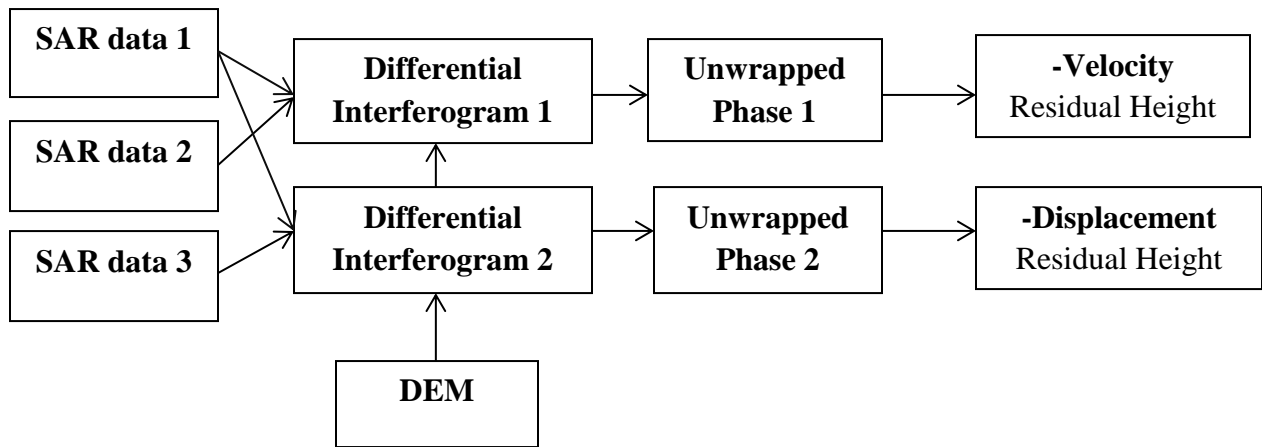 SAR data 1
SAR data 2
SAR data 3
Differential
Interferogram 1
Unwrapped
Phase 1
-Velocity
Residual Height
Differential
Interferogram 2
Unwrapped
Phase 2
-Displacement
Residual Height
DEM